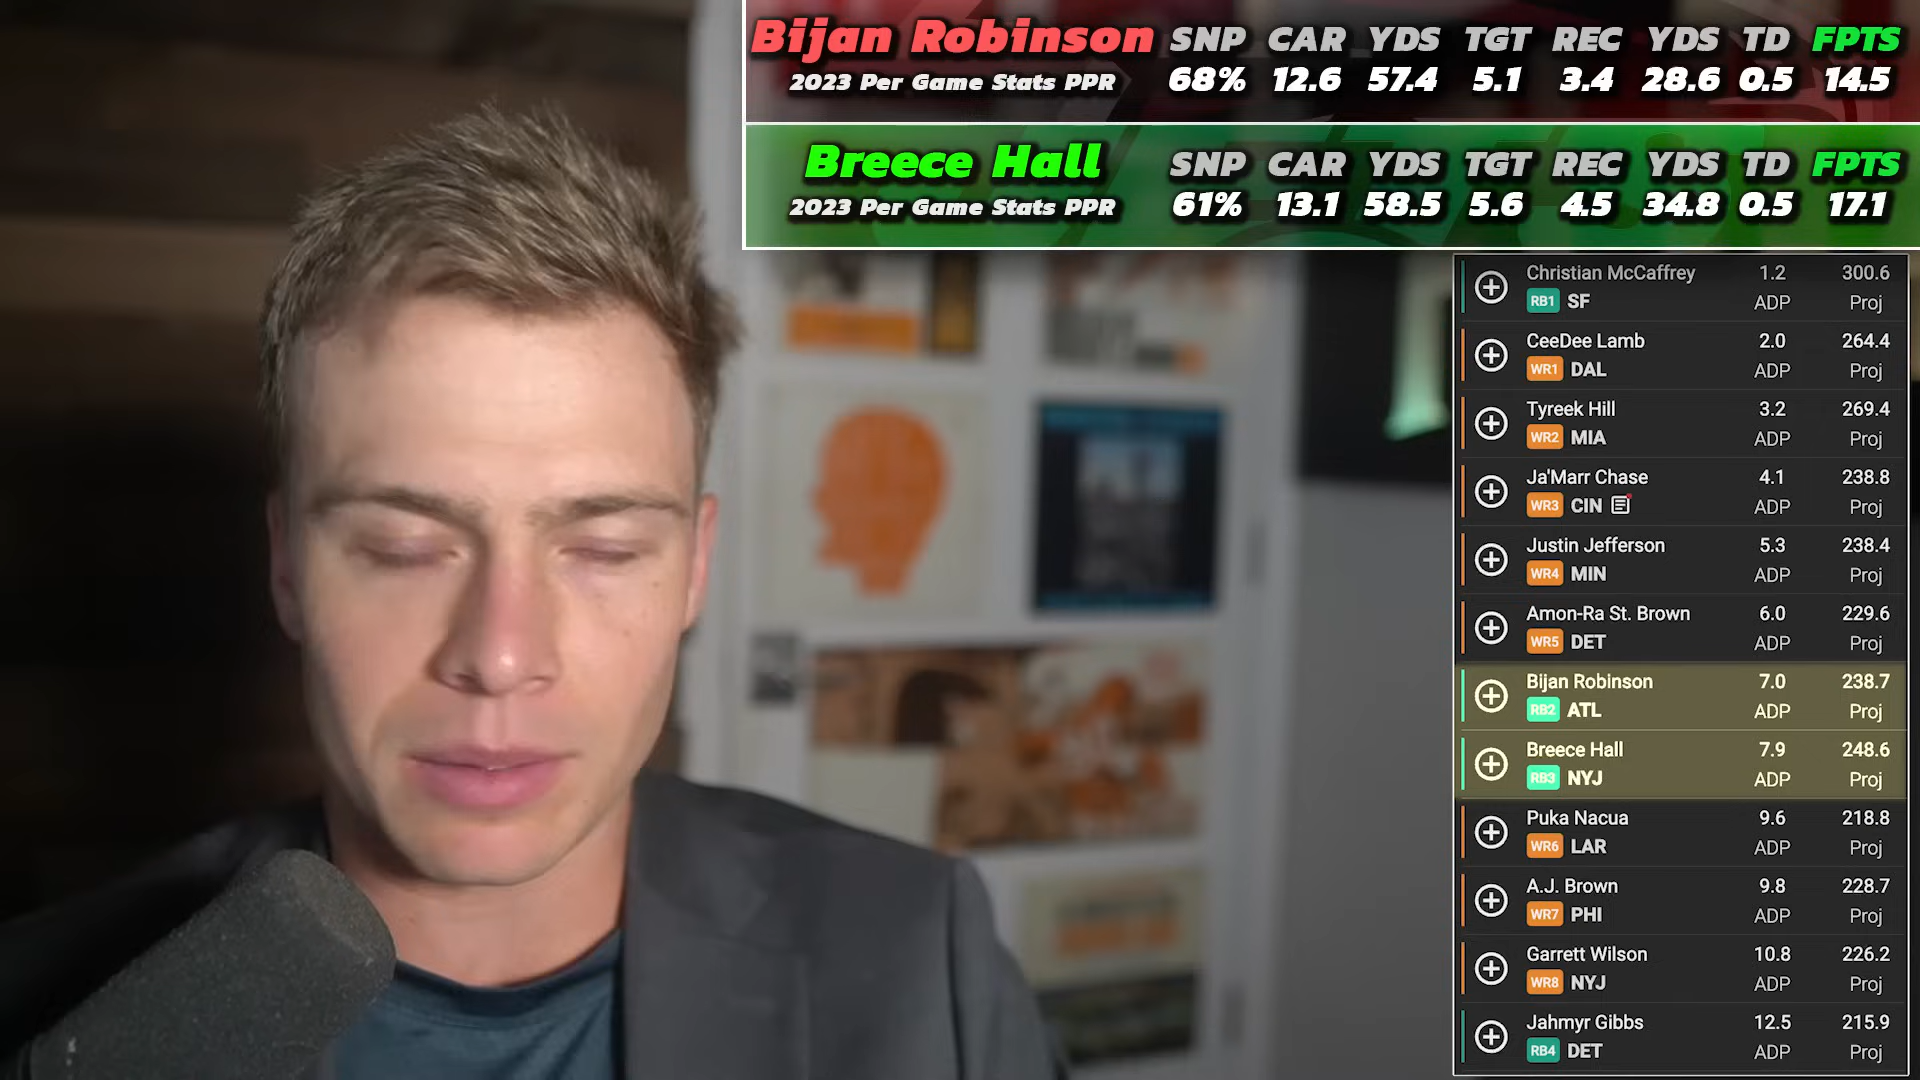 Bijan Robinson SNP CAR YDS TGT REC YDS TD FPTS
2023 Per Game Stats PPR 68% 12.6 57.4 5.1 3.4 28.6 0.5 14.5
Breece Hall SNP CAR YDS TGT REC YDS TD FPTS
2023 Per Game Stats PPR 61% 13.1 58.5 5.6 4.5 34.8 0.5 17.1
Christian McCaffrey 1.2 300.6
RB1 SF ADP Proj
CeeDee Lamb 2.0 264.4
WR1 DAL ADP Proj
Tyreek Hill 3.2 269.4
WR2 MIA ADP Proj
Ja'Marr Chase 4.1 238.8
WR3 CIN ADP Proj
Justin Jefferson 5.3 238.4
WR4 MIN ADP Proj
Amon-Ra St. Brown 6.0 229.6
WR5 DET ADP Proj
Bijan Robinson 7.0 238.7
RB2 ATL ADP Proj
Breece Hall 7.9 248.6
RB3 NYJ ADP Proj
Puka Nacua 9.6 218.8
WR6 LAR ADP Proj
A.J. Brown 9.8 228.7
WR7 PHI ADP Proj
Garrett Wilson 10.8 226.2
WR8 NYJ ADP Proj
Jahmyr Gibbs 12.5 215.9
RB4 DET ADP Proj